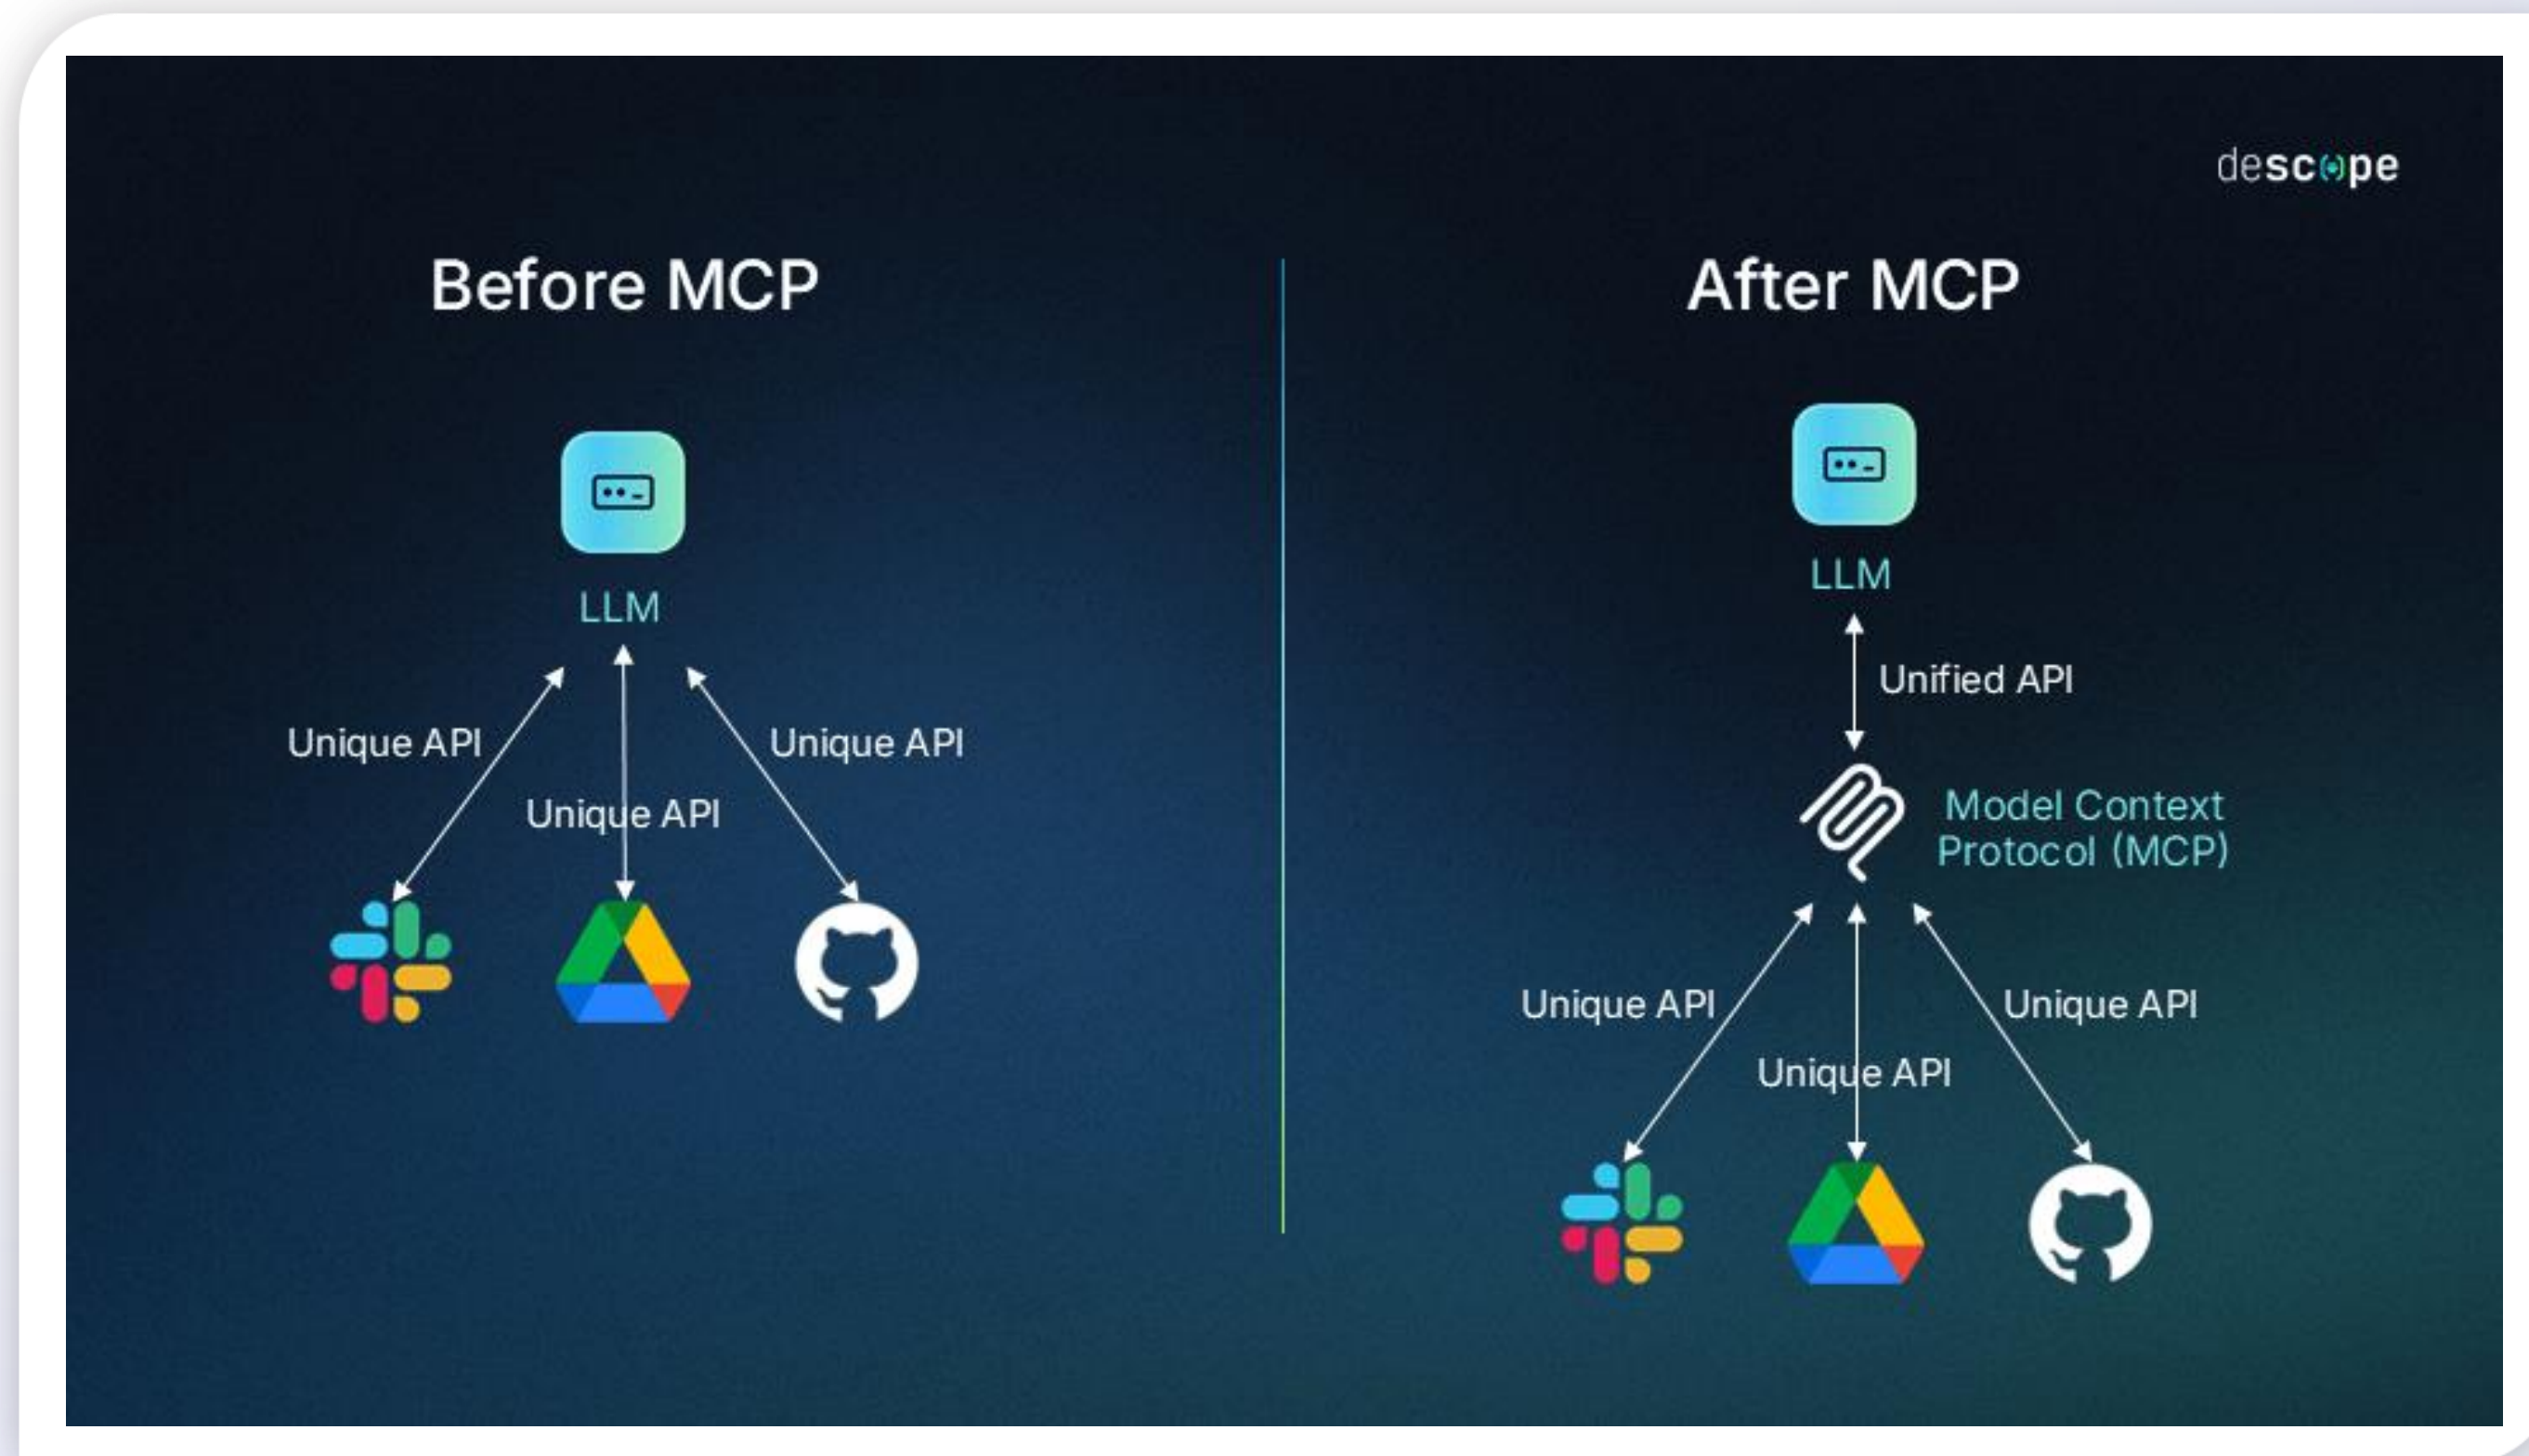 descope
Before MCP
LLM
Unique API
Unique API
Unique API
After MCP
LLM
Unified API
Model Context
Protocol (MCP)
Unique API
Unique API
Unique API